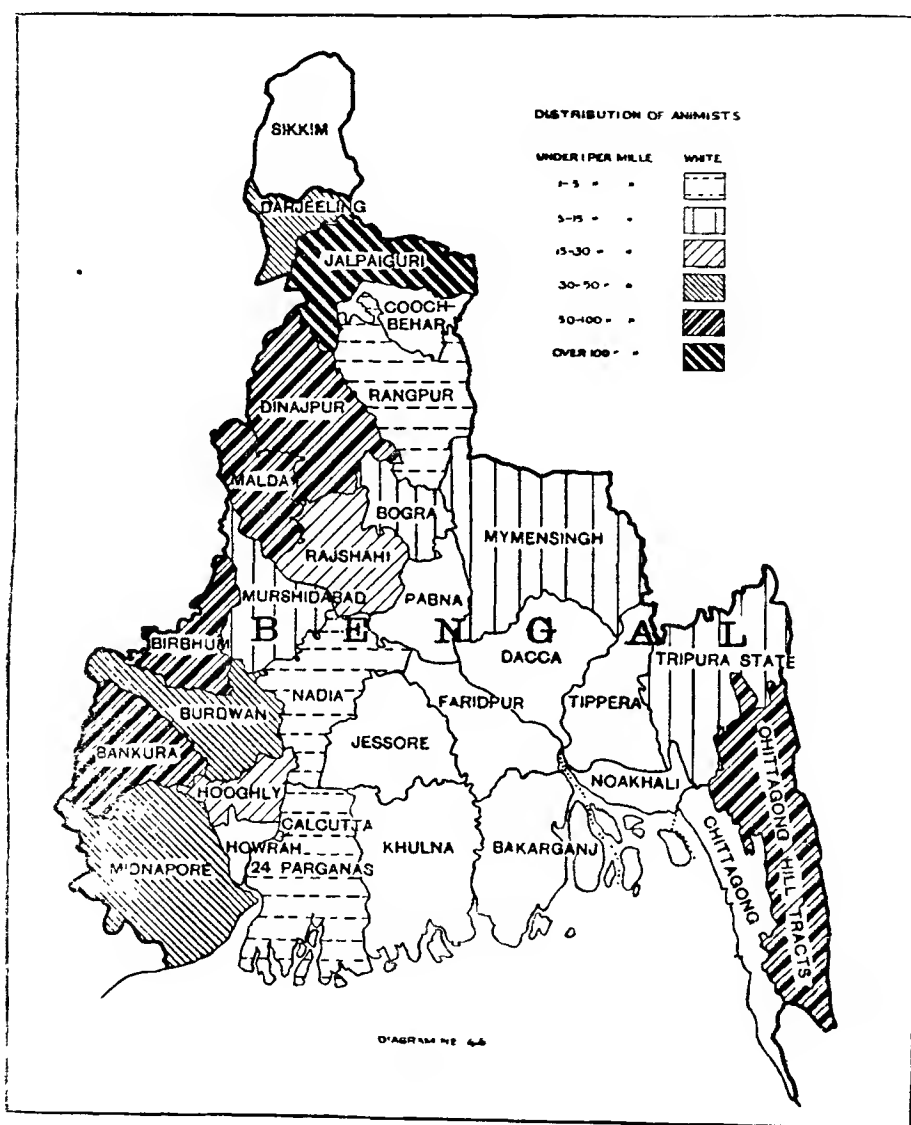 DISTRIBUTION OF ANIMISTS
UNDER 1 PER MILLE WHITE
1-5 " "
5-15 " "
15-30 " "
30-50 " "
50-100 " "
OVER 100 " "
SIKKIM
DARJEELING
JALPAIGURI
COOCH
BEHAR
RANGPUR
DINAJPUR
MALDA
BOGRA
MYMENSINGH
RAJSHAHI
MURSHIDABAD
PABNA
BENGAL
BIRBHUM
DACCA
TRIPURA STATE
NADIA
FARIDPUR
TIPPERA
BURDWAN
JESSORE
BANKURA
NOAKHALI
CHITTAGONG HILL TRACTS
HOOGHLY
CALCUTTA
HOWRAH
KHULNA
BAKARGANJ
CHITTAGONG
MIDNAPORE
24 PARGANAS
DIAGRAM NO